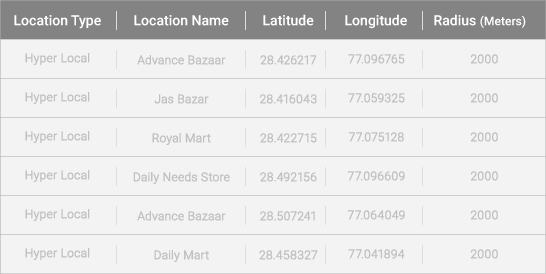 Location Type Location Name Latitude Longitude Radius (Meters)
Hyper Local Advance Bazaar 28.426217 77.096765 2000
Hyper Local Jas Bazar 28.416043 77.059325 2000
Hyper Local Royal Mart 28.422715 77.075128 2000
Hyper Local Daily Needs Store 28.492156 77.096609 2000
Hyper Local Advance Bazaar 28.507241 77.064049 2000
Hyper Local Daily Mart 28.458327 77.041894 2000